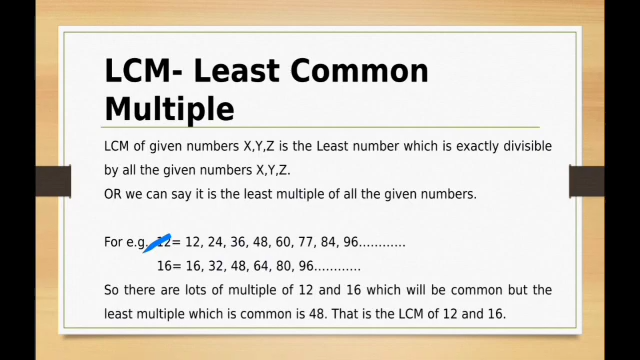 LCM- Least Common
Multiple
LCM of given numbers X,Y,Z is the Least number which is exactly divisible
by all the given numbers X,Y,Z.
OR we can say it is the least multiple of all the given numbers.
For e.g. 12= 12, 24, 36, 48, 60, 77, 84, 96…………
16= 16, 32, 48, 64, 80, 96…………
So there are lots of multiple of 12 and 16 which will be common but the
least multiple which is common is 48. That is the LCM of 12 and 16.